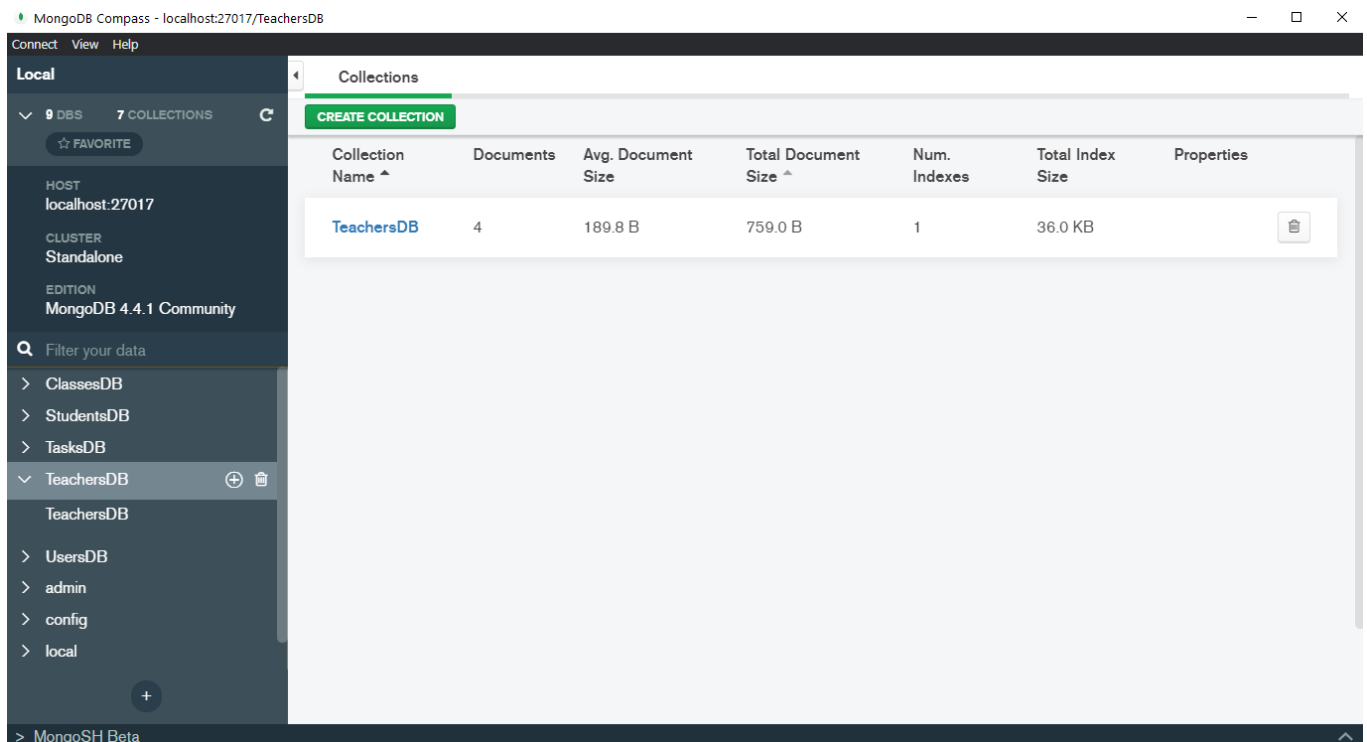 MongoDB Compass - localhost:27017/TeachersDB
Connect View Help
Local
9 DBS 7 COLLECTIONS
☆ FAVORITE
HOST
localhost:27017
CLUSTER
Standalone
EDITION
MongoDB 4.4.1 Community
Filter your data
ClassesDB
StudentsDB
TasksDB
TeachersDB
TeachersDB
UsersDB
admin
config
local
+
> MongoSH Beta
Collections
CREATE COLLECTION
Collection Name Documents Avg. Document Size Total Document Size Num. Indexes Total Index Size Properties
TeachersDB 4 189.8 B 759.0 B 1 36.0 KB